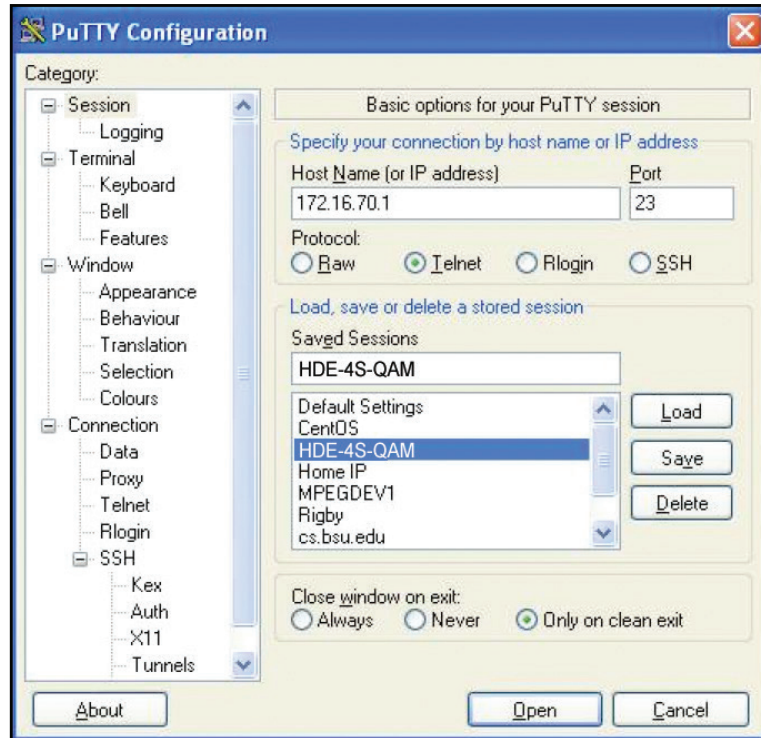 PuTTY Configuration
Category:
Session
Logging
Terminal
Keyboard
Bell
Features
Window
Appearance
Behaviour
Translation
Selection
Colours
Connection
Data
Proxy
Telnet
Rlogin
SSH
Kex
Auth
X11
Tunnels
Basic options for your PuTTY session
Specify your connection by host name or IP address
Host Name (or IP address) Port
172.16.70.1 23
Protocol:
Raw Telnet Rlogin SSH
Load, save or delete a stored session
Saved Sessions
HDE-4S-QAM
Default Settings
CentOS
HDE-4S-QAM
Home IP
MPEGDEV1
Rigby
cs.bsu.edu
Load
Save
Delete
Close window on exit:
Always Never Only on clean exit
About Open Cancel